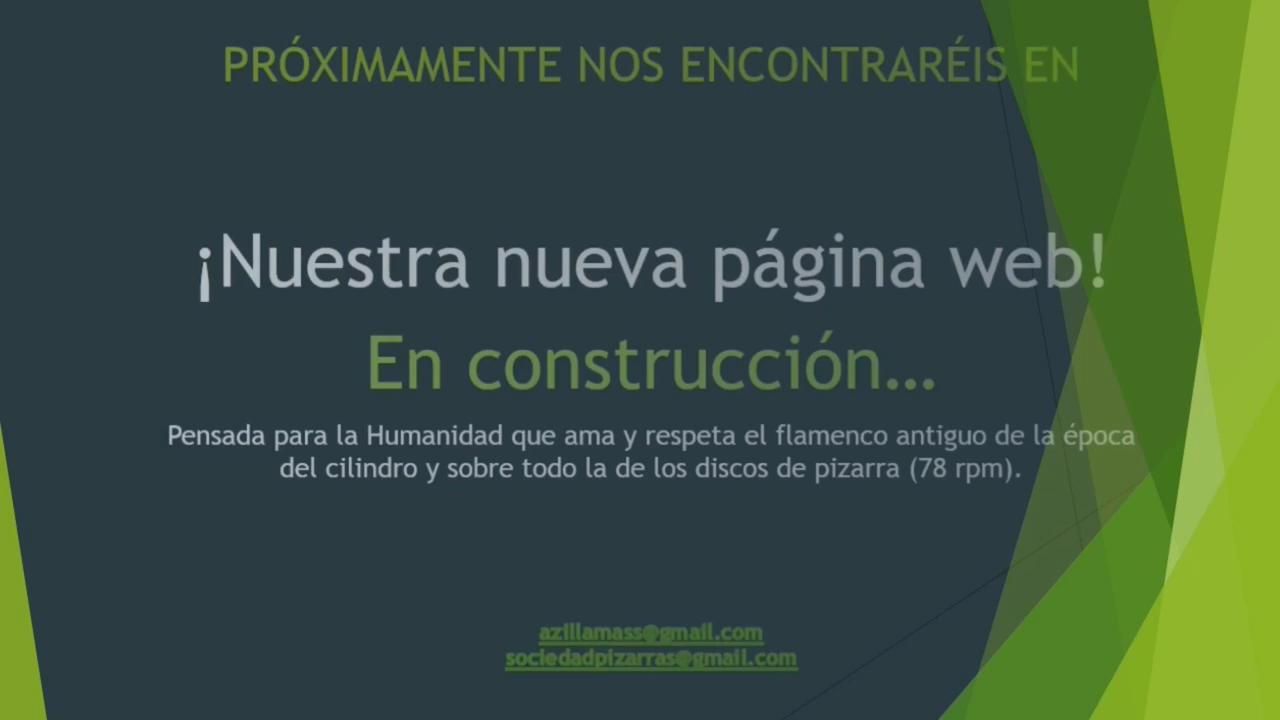 PRÓXIMAMENTE NOS ENCONTRARÉIS EN
¡Nuestra nueva página web!
En construcción…
Pensada para la Humanidad que ama y respeta el flamenco antiguo de la época
del cilindro y sobre todo la de los discos de pizarra (78 rpm).
azillamass@gmail.com
sociedadpizarras@gmail.com